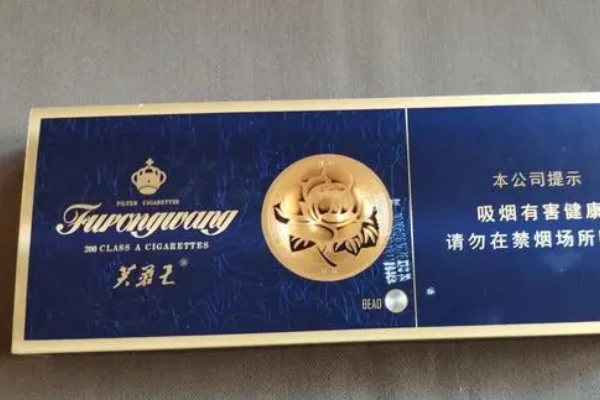 FILTER CIGARETTES
Furongwang
200 CLASS A CIGARETTES
芙蓉王®
BEAD
本公司提示
吸烟有害健康
请勿在禁烟场所